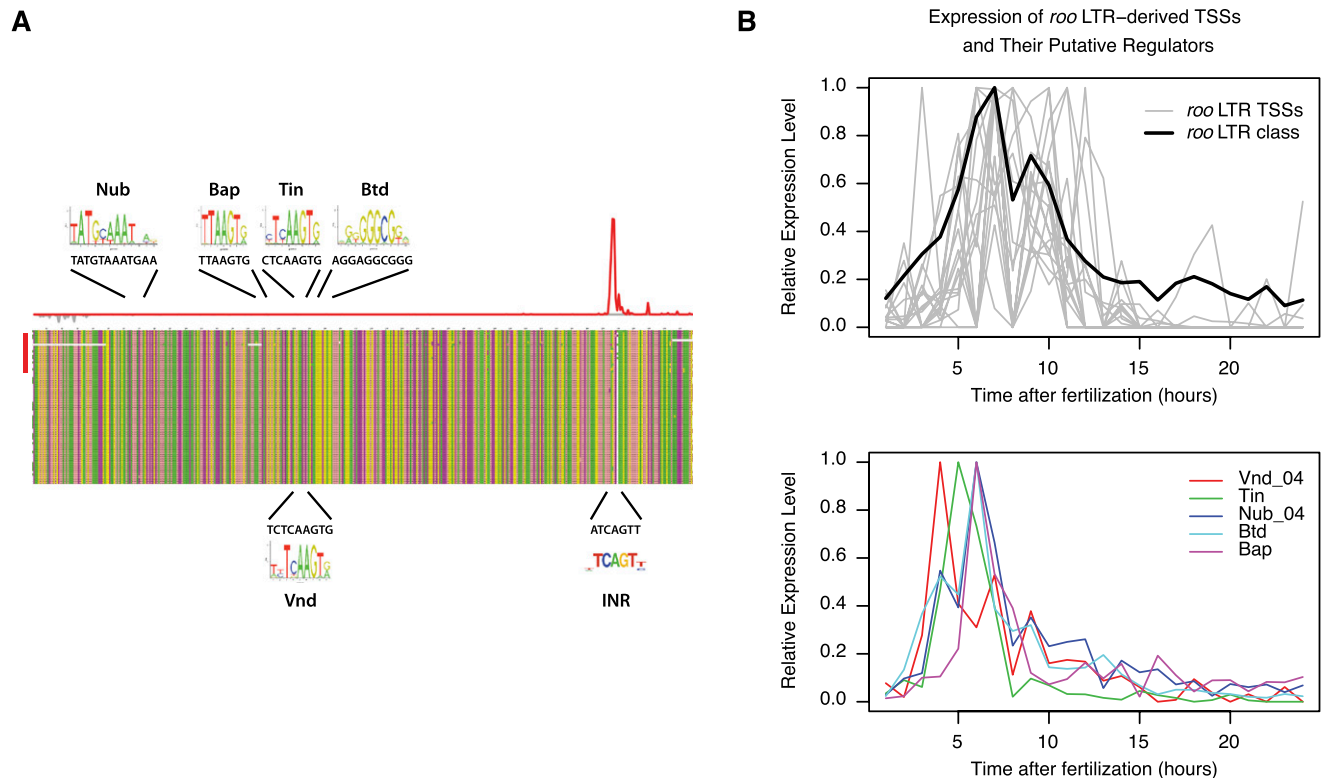 A
Nub
Bap
Tin
Btd
TATGTAAATGAA
TTAAGTG
CTCAAGTG
AGGAGGCGGG
TCTCAAGTG
Vnd
ATCAGTT
TCAGT
INR
B
Expression of roo LTR−derived TSSs
and Their Putative Regulators
Relative Expression Level
1.0
0.8
0.6
0.4
0.2
0.0
roo LTR TSSs
roo LTR class
5
10
15
20
Time after fertilization (hours)
Relative Expression Level
1.0
0.8
0.6
0.4
0.2
0.0
Vnd_04
Tin
Nub_04
Btd
Bap
5
10
15
20
Time after fertilization (hours)